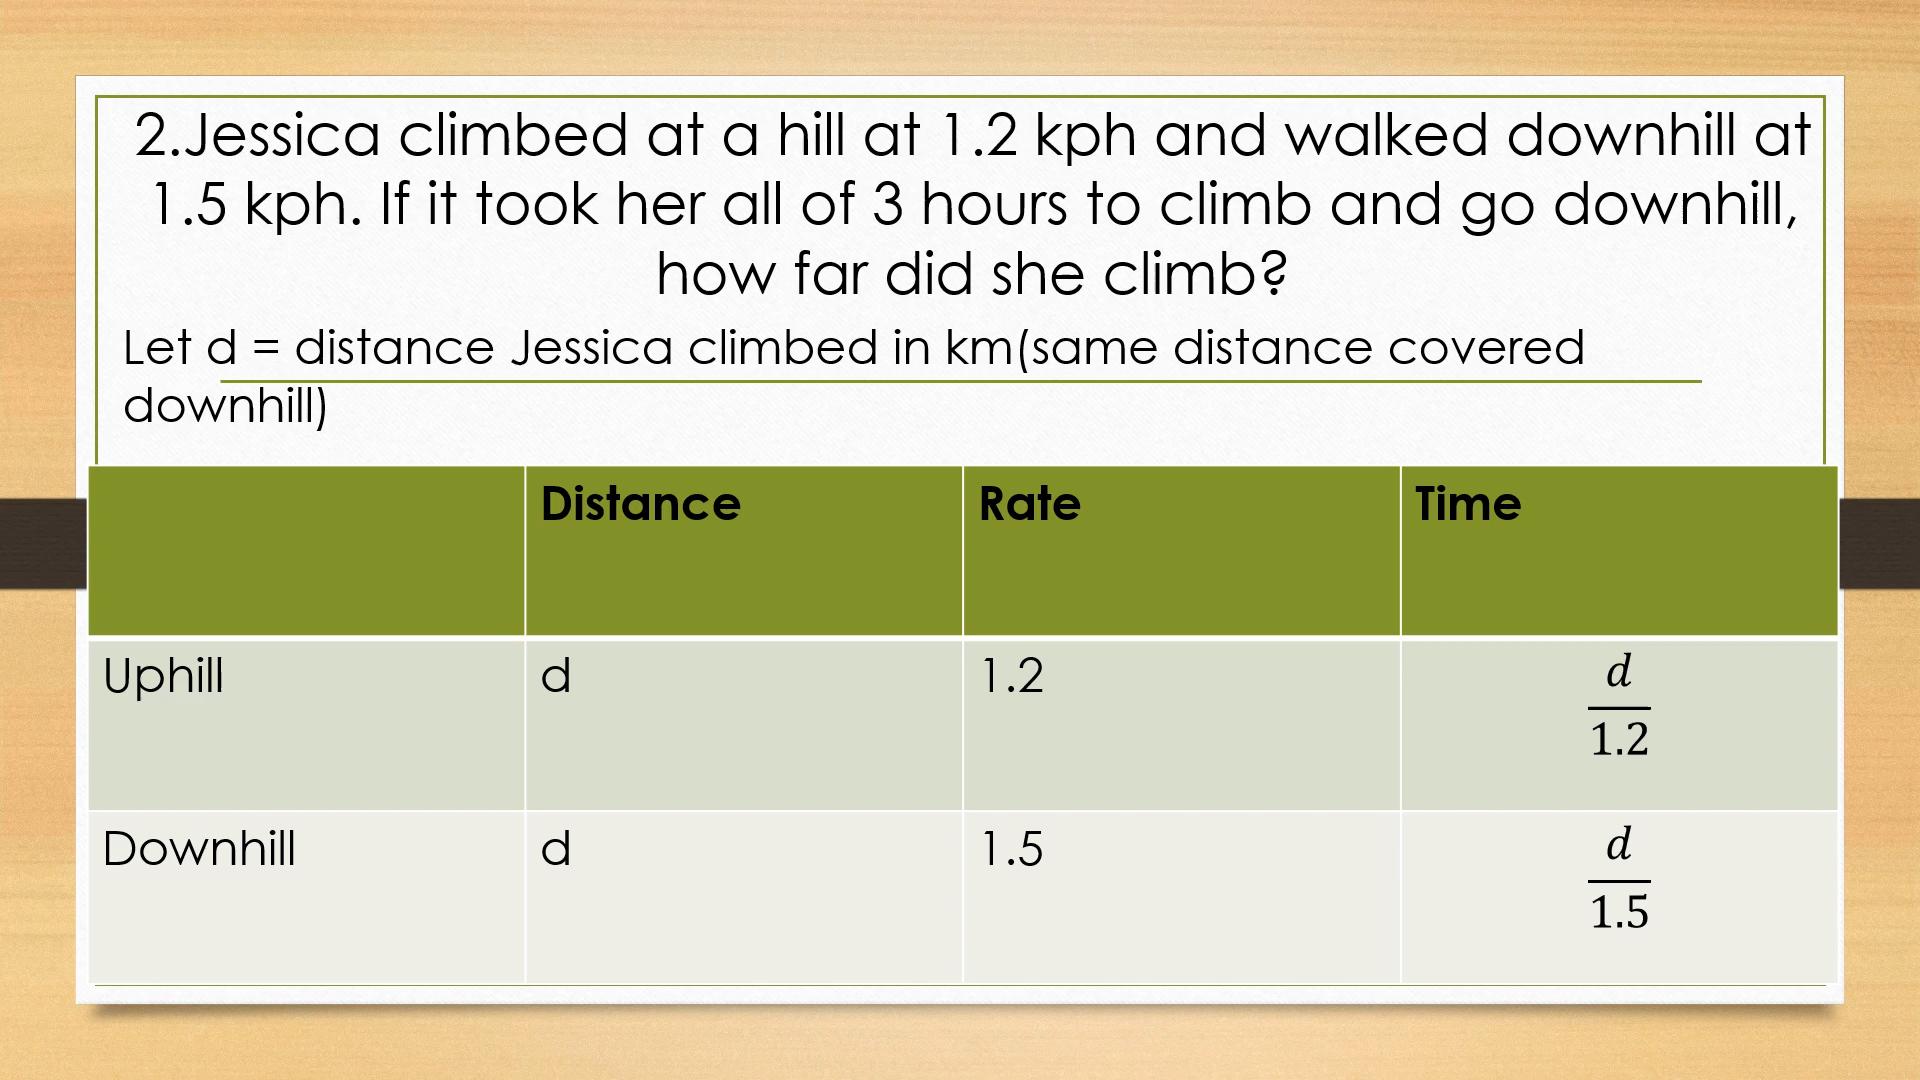 2.Jessica climbed at a hill at 1.2 kph and walked downhill at
1.5 kph. If it took her all of 3 hours to climb and go downhill,
how far did she climb?
Let d = distance Jessica climbed in km(same distance covered
downhill)
Distance Rate Time
Uphill d 1.2 d/1.2
Downhill d 1.5 d/1.5